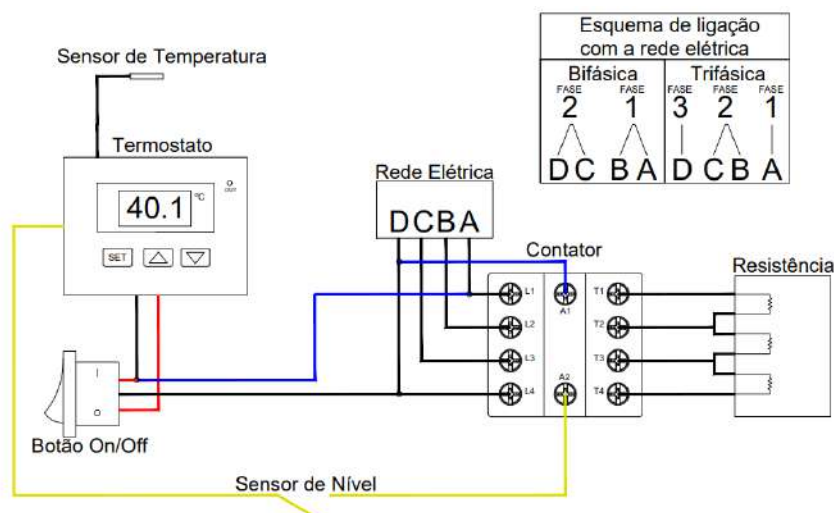 Esquema de ligação
com a rede elétrica
Bifásica
Trifásica
FASE FASE FASE FASE FASE
2 1 3 2 1
D C B A D C B A
Sensor de Temperatura
Termostato
40.1 °C
OUT
SET
Rede Elétrica
D C B A
Contator
Resistência
L1 A1 T1
L2 T2
L3 T3
L4 A2 T4
I
O
Botão On/Off
Sensor de Nível